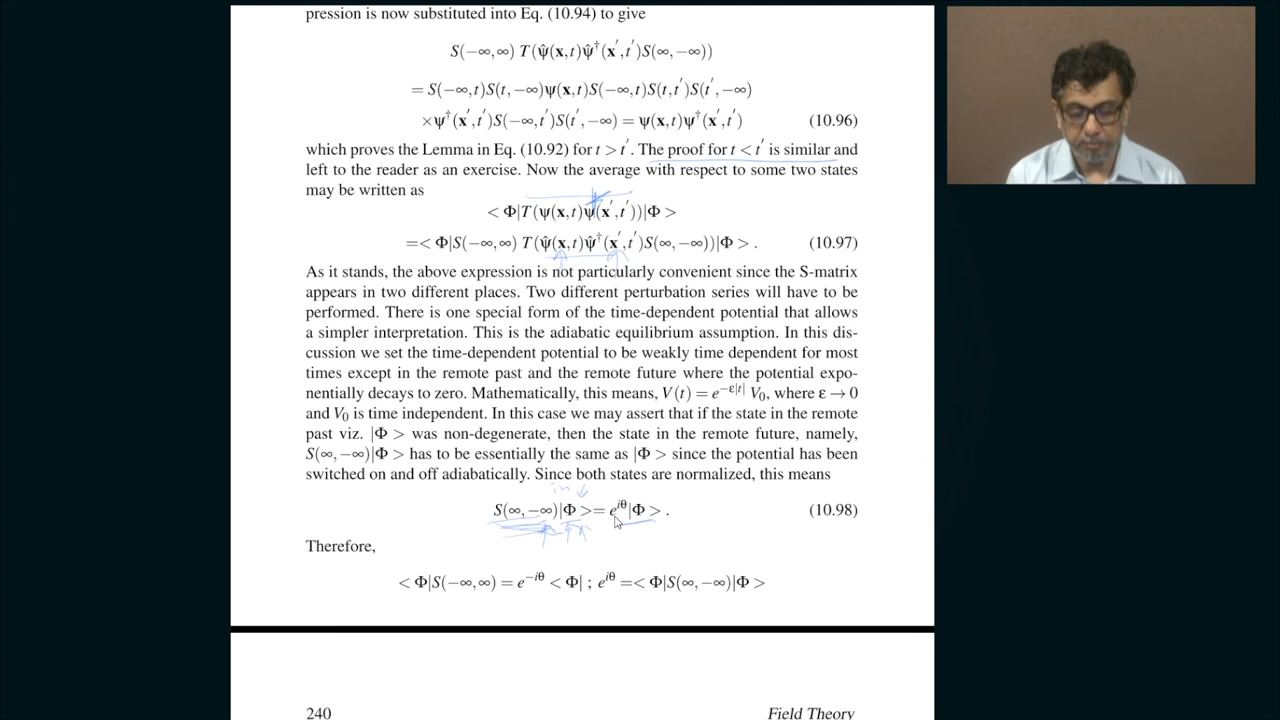 pression is now substituted into Eq. (10.94) to give
S(−∞,∞) T(ψ̂(x,t)ψ̂†(x′,t′)S(∞,−∞))
= S(−∞,t)S(t,−∞)ψ(x,t)S(−∞,t)S(t,t′)S(t′,−∞)
×ψ†(x′,t′)S(−∞,t′)S(t′,−∞) = ψ(x,t)ψ†(x′,t′) (10.96)
which proves the Lemma in Eq. (10.92) for t > t′. The proof for t < t′ is similar and
left to the reader as an exercise. Now the average with respect to some two states
may be written as
< Φ|T(ψ(x,t)ψ(x′,t′))|Φ >
=< Φ|S(−∞,∞) T(ψ̂(x,t)ψ̂†(x′,t′)S(∞,−∞))|Φ > . (10.97)
As it stands, the above expression is not particularly convenient since the S-matrix
appears in two different places. Two different perturbation series will have to be
performed. There is one special form of the time-dependent potential that allows
a simpler interpretation. This is the adiabatic equilibrium assumption. In this dis-
cussion we set the time-dependent potential to be weakly time dependent for most
times except in the remote past and the remote future where the potential expo-
nentially decays to zero. Mathematically, this means, V(t) = e−ε|t| V0, where ε → 0
and V0 is time independent. In this case we may assert that if the state in the remote
past viz. |Φ > was non-degenerate, then the state in the remote future, namely,
S(∞,−∞)|Φ > has to be essentially the same as |Φ > since the potential has been
switched on and off adiabatically. Since both states are normalized, this means
in
S(∞,−∞)|Φ >= eiθ|Φ > . (10.98)
Therefore,
< Φ|S(−∞,∞) = e−iθ < Φ| ; eiθ =< Φ|S(∞,−∞)|Φ >
240 Field Theory